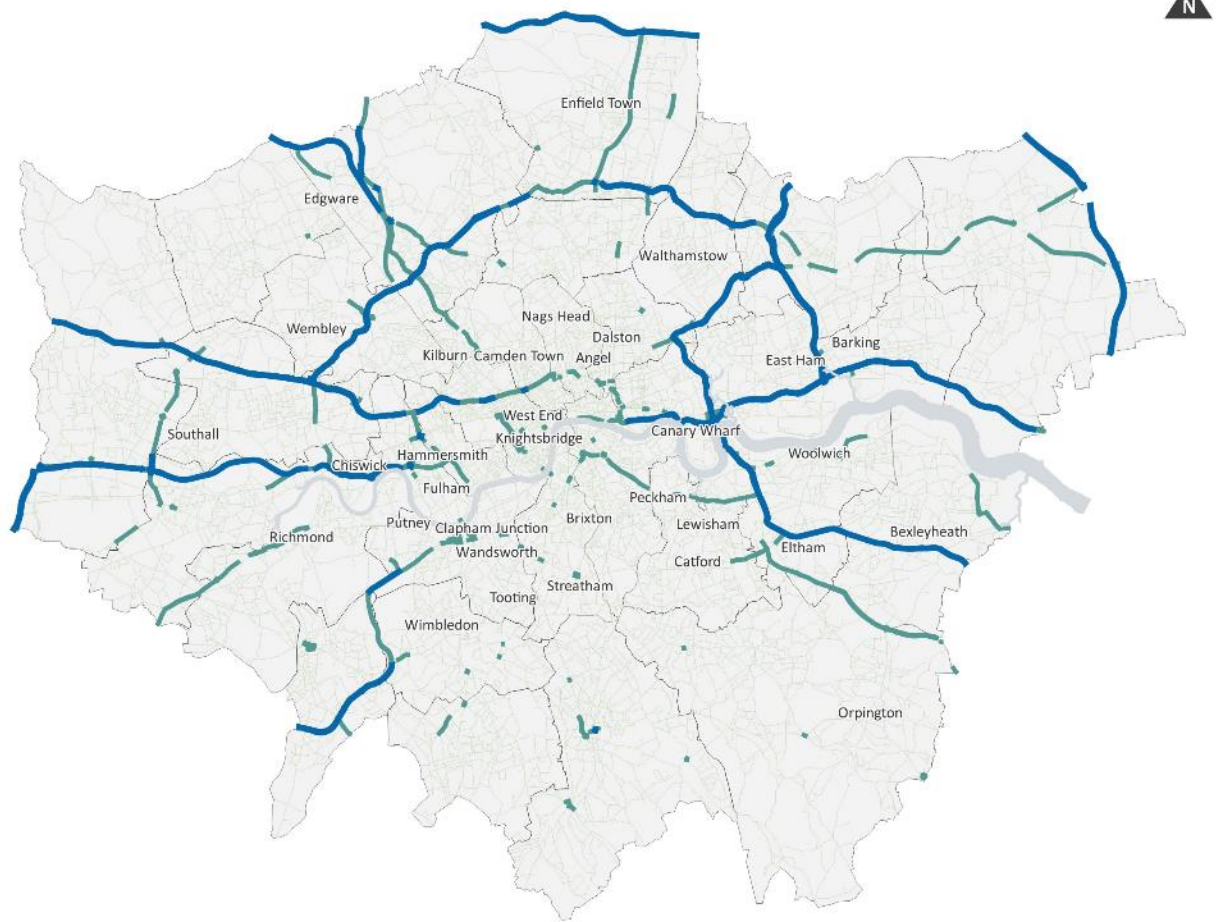 N
Enfield Town
Edgware
Walthamstow
Nags Head
Wembley
Dalston
Barking
Kilburn
Camden Town
Angel
East Ham
West End
Southall
Knightsbridge
Canary Wharf
Hammersmith
Woolwich
Chiswick
Fulham
Peckham
Putney
Brixton
Lewisham
Clapham Junction
Bexleyheath
Richmond
Eltham
Wandsworth
Catford
Streatham
Tooting
Wimbledon
Orpington